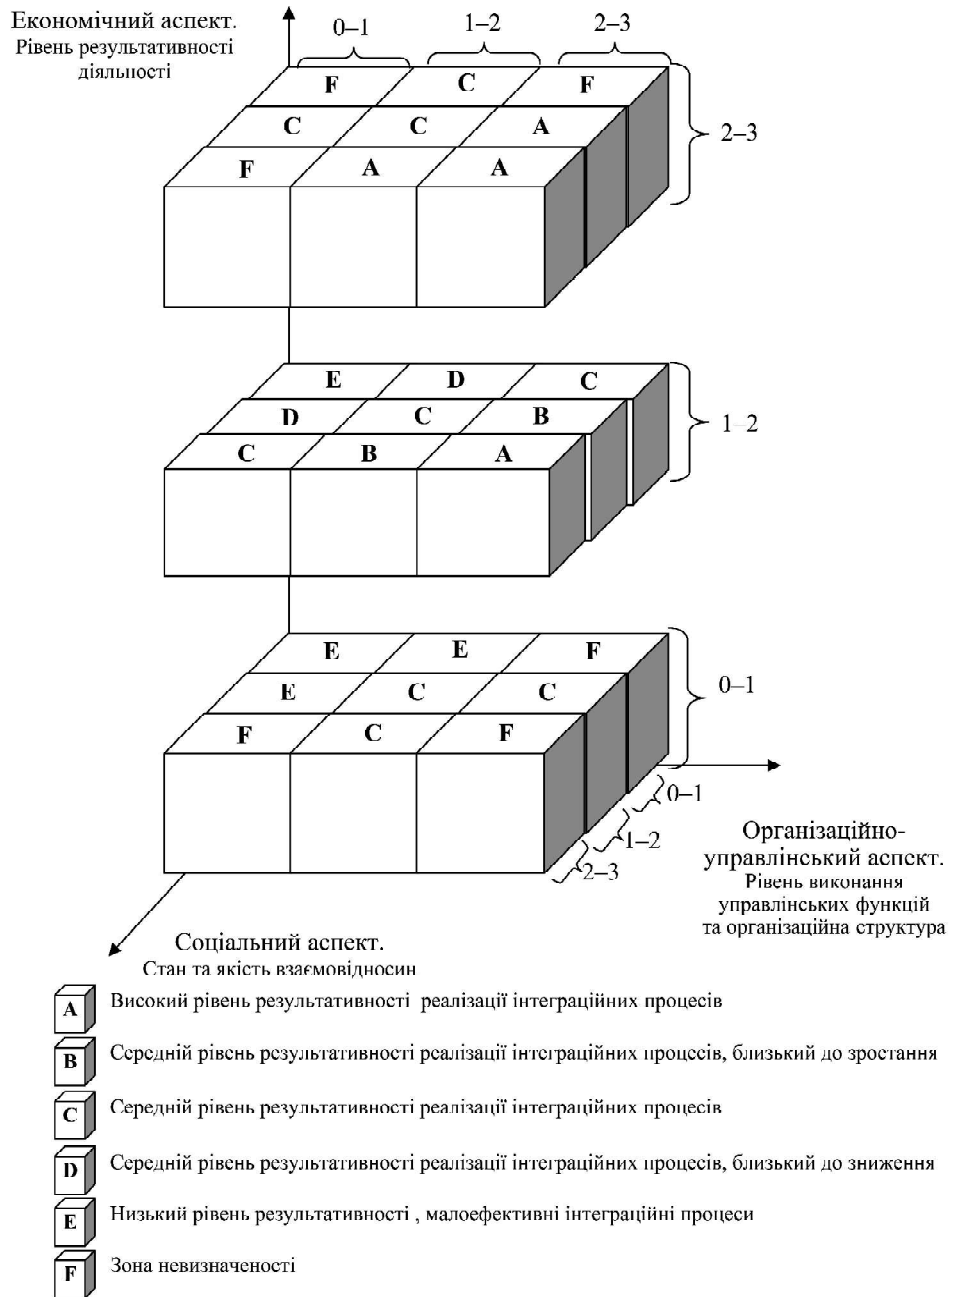 Економічний аспект.
Рівень результативності
діяльності
0–1
1–2
2–3
F C F
C C A
F A A
2–3
E D C
D C B
C B A
1–2
E E F
E C C
F C F
0–1
0–1
1–2
2–3
Організаційно-
управлінський аспект.
Рівень виконання
управлінських функцій
та організаційна структура
Соціальний аспект.
Стан та якість взаємовідносин
A Високий рівень результативності реалізації інтеграційних процесів
B Середній рівень результативності реалізації інтеграційних процесів, близький до зростання
C Середній рівень результативності реалізації інтеграційних процесів
D Середній рівень результативності реалізації інтеграційних процесів, близький до зниження
E Низький рівень результативності , малоефективні інтеграційні процеси
F Зона невизначеності